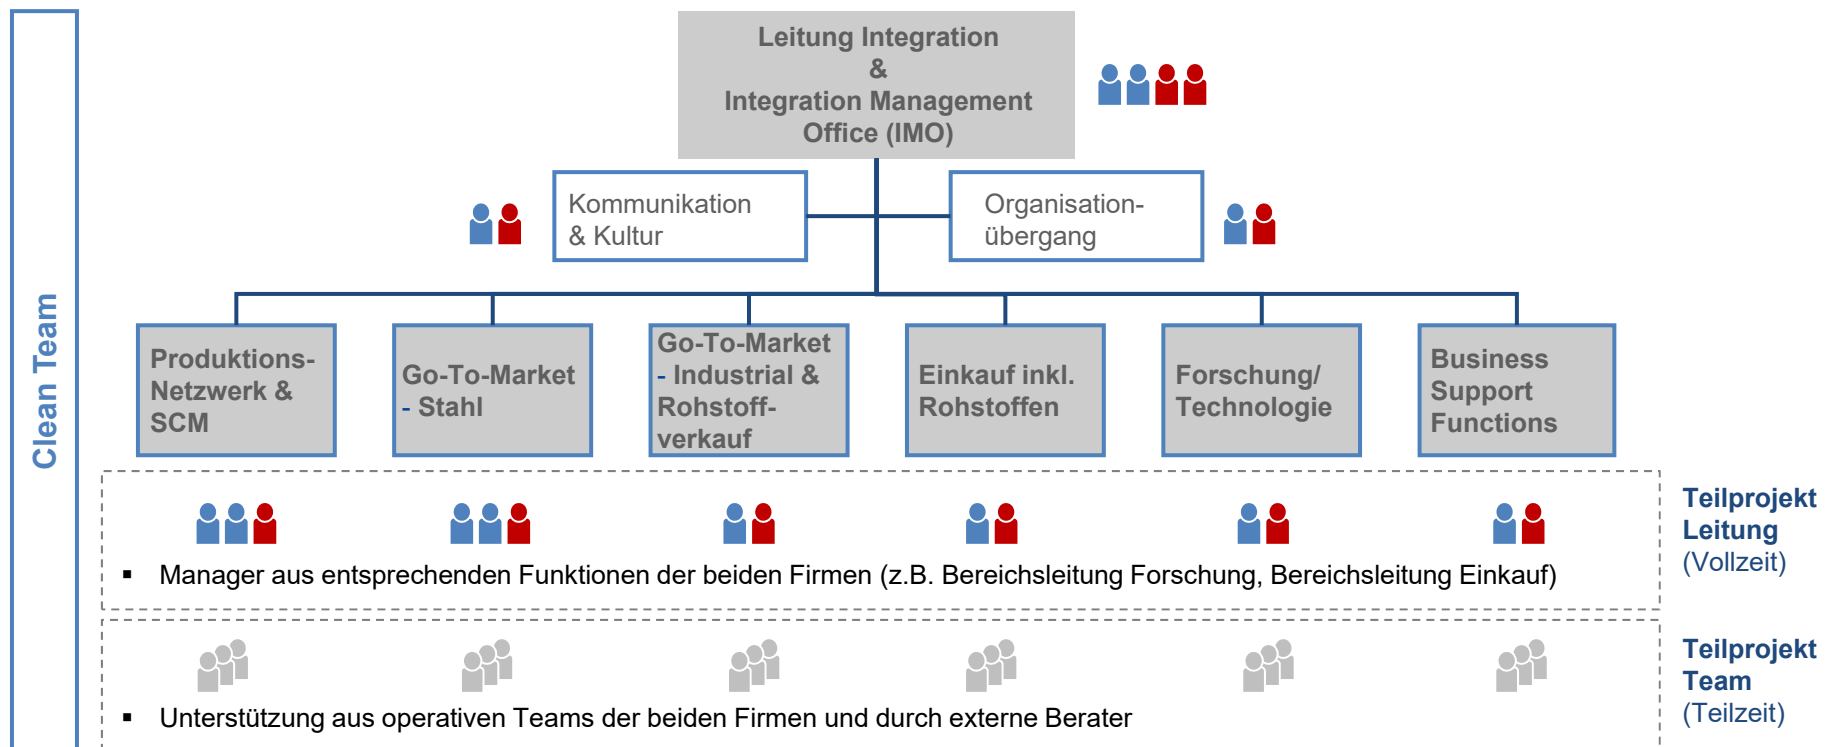 Clean Team
Leitung Integration
&
Integration Management
Office (IMO)
Kommunikation
& Kultur
Organisation-
übergang
Produktions-
Netzwerk &
SCM
Go-To-Market
- Stahl
Go-To-Market
- Industrial &
Rohstoff-
verkauf
Einkauf inkl.
Rohstoffen
Forschung/
Technologie
Business
Support
Functions
▪ Manager aus entsprechenden Funktionen der beiden Firmen (z.B. Bereichsleitung Forschung, Bereichsleitung Einkauf)
Teilprojekt
Leitung
(Vollzeit)
▪ Unterstützung aus operativen Teams der beiden Firmen und durch externe Berater
Teilprojekt
Team
(Teilzeit)